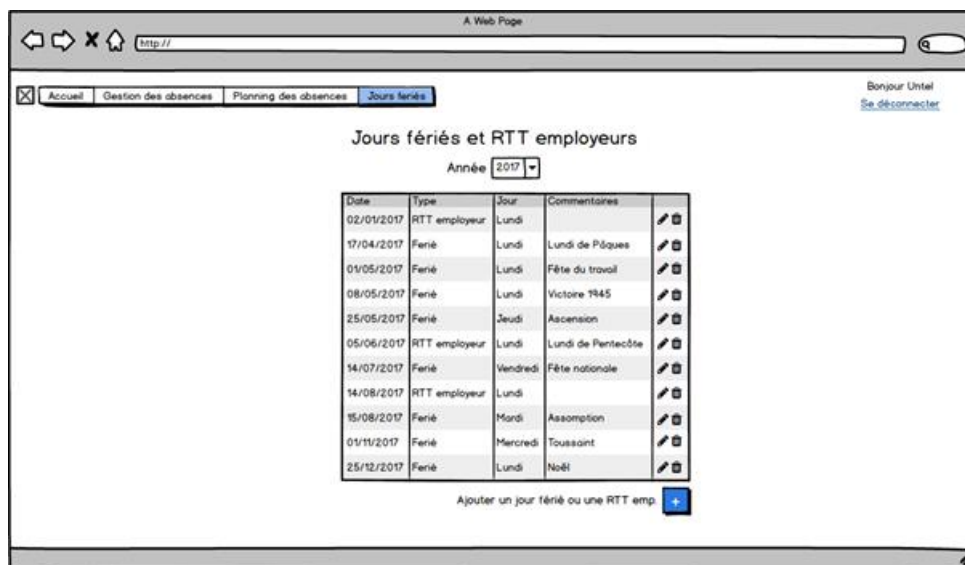 A Web Page
http://
Accueil Gestion des absences Planning des absences Jours feriés
Bonjour Untel
Se déconnecter
Jours fériés et RTT employeurs
Année 2017
Date Type Jour Commentaires
02/01/2017 RTT employeur Lundi
17/04/2017 Ferié Lundi Lundi de Pâques
01/05/2017 Ferié Lundi Fête du travail
08/05/2017 Ferié Lundi Victoire 1945
25/05/2017 Ferié Jeudi Ascension
05/06/2017 RTT employeur Lundi Lundi de Pentecôte
14/07/2017 Ferié Vendredi Fête nationale
14/08/2017 RTT employeur Lundi
15/08/2017 Ferié Mardi Assomption
01/11/2017 Ferié Mercredi Toussaint
25/12/2017 Ferié Lundi Noël
Ajouter un jour férié ou une RTT emp. +